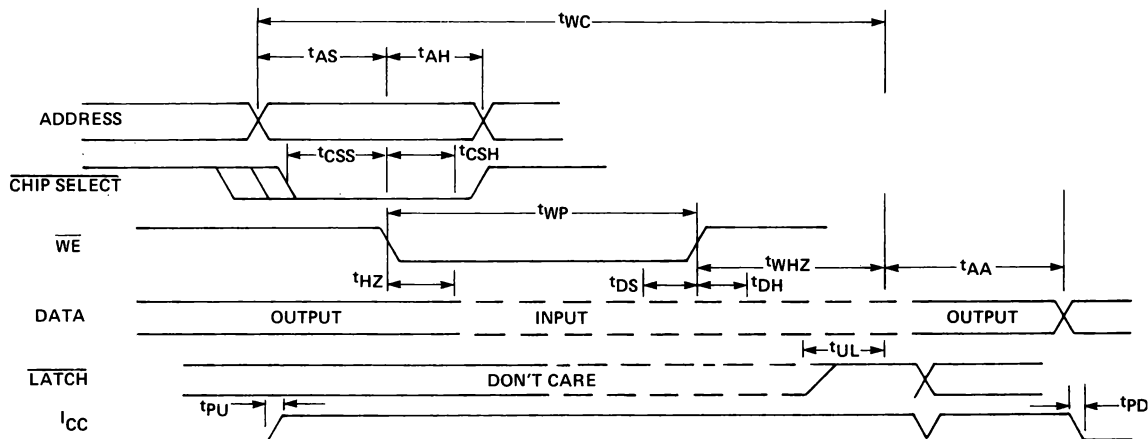 tWC
tAS tAH
ADDRESS
tCSS tCSH
CHIP SELECT
tWP
WE
tHZ tDS tWHZ tDH tAA
DATA OUTPUT INPUT OUTPUT
tUL
LATCH DON'T CARE
tPU tPD
ICC